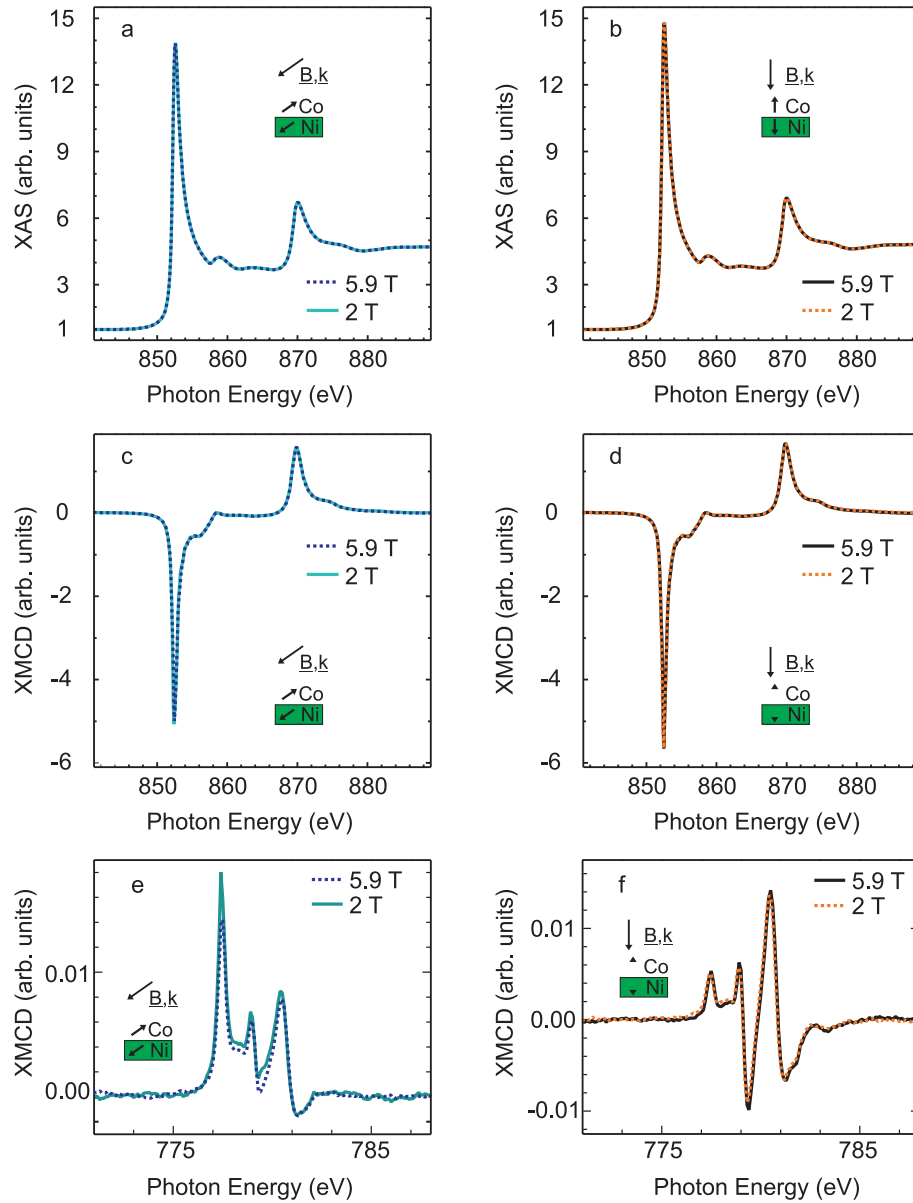 a
XAS (arb. units)
15
12
9
6
4
3
1
B,k
Co
Ni
5.9 T
2 T
850 860 870 880
Photon Energy (eV)
b
XAS (arb. units)
15
12
9
6
4
3
1
B,k
Co
Ni
5.9 T
2 T
850 860 870 880
Photon Energy (eV)
c
XMCD (arb. units)
0
-2
-4
-6
5.9 T
2 T
B,k
Co
Ni
850 860 870 880
Photon Energy (eV)
d
XMCD (arb. units)
0
-2
-4
-6
5.9 T
2 T
B,k
Co
Ni
850 860 870 880
Photon Energy (eV)
e
XMCD (arb. units)
0.01
0.00
5.9 T
2 T
B,k
Co
Ni
775 785
Photon Energy (eV)
f
XMCD (arb. units)
0.01
0.00
-0.01
5.9 T
2 T
B,k
Co
Ni
775 785
Photon Energy (eV)